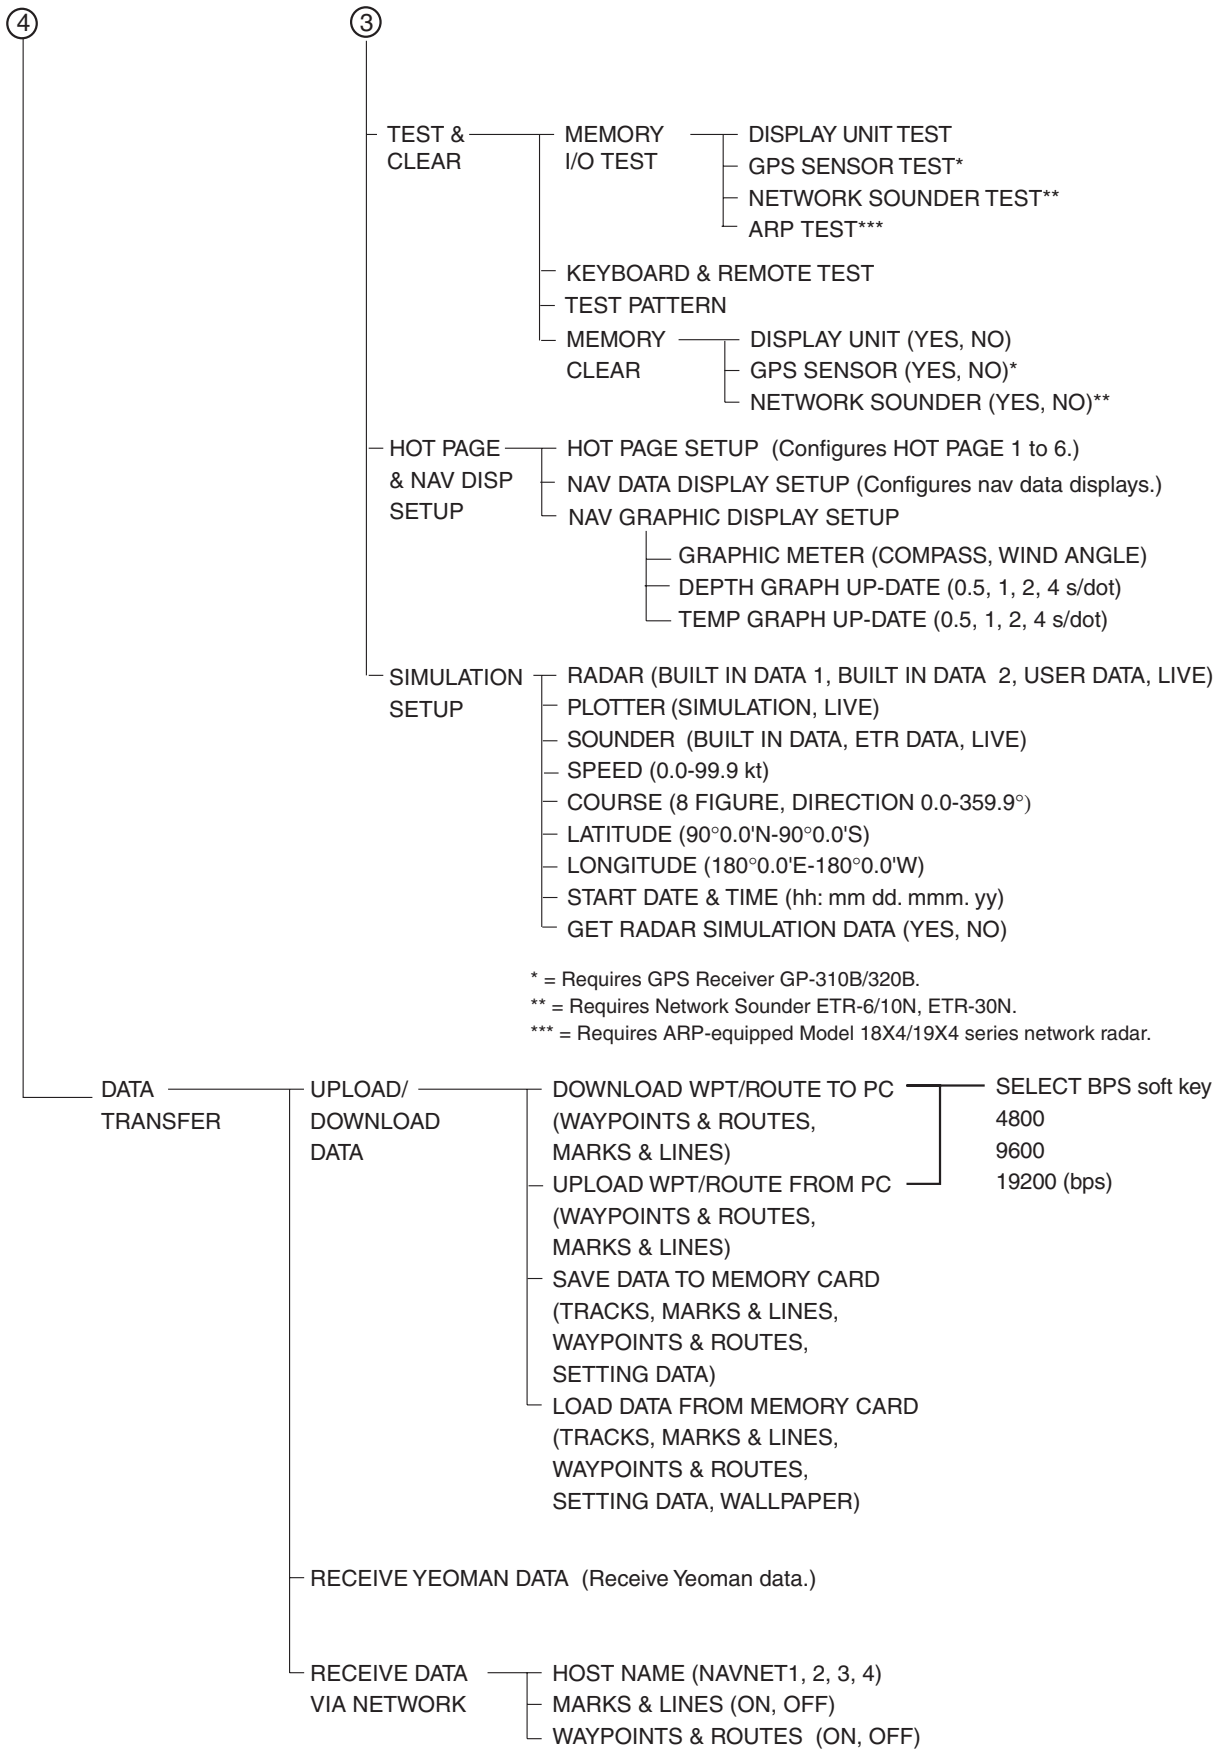 ④ ③
TEST & CLEAR
MEMORY I/O TEST
DISPLAY UNIT TEST
GPS SENSOR TEST*
NETWORK SOUNDER TEST**
ARP TEST***
KEYBOARD & REMOTE TEST
TEST PATTERN
MEMORY CLEAR
DISPLAY UNIT (YES, NO)
GPS SENSOR (YES, NO)*
NETWORK SOUNDER (YES, NO)**
HOT PAGE & NAV DISP SETUP
HOT PAGE SETUP (Configures HOT PAGE 1 to 6.)
NAV DATA DISPLAY SETUP (Configures nav data displays.)
NAV GRAPHIC DISPLAY SETUP
GRAPHIC METER (COMPASS, WIND ANGLE)
DEPTH GRAPH UP-DATE (0.5, 1, 2, 4 s/dot)
TEMP GRAPH UP-DATE (0.5, 1, 2, 4 s/dot)
SIMULATION SETUP
RADAR (BUILT IN DATA 1, BUILT IN DATA 2, USER DATA, LIVE)
PLOTTER (SIMULATION, LIVE)
SOUNDER (BUILT IN DATA, ETR DATA, LIVE)
SPEED (0.0-99.9 kt)
COURSE (8 FIGURE, DIRECTION 0.0-359.9°)
LATITUDE (90°0.0'N-90°0.0'S)
LONGITUDE (180°0.0'E-180°0.0'W)
START DATE & TIME (hh: mm dd. mmm. yy)
GET RADAR SIMULATION DATA (YES, NO)
* = Requires GPS Receiver GP-310B/320B.
** = Requires Network Sounder ETR-6/10N, ETR-30N.
*** = Requires ARP-equipped Model 18X4/19X4 series network radar.
DATA TRANSFER
UPLOAD/
DOWNLOAD
DATA
DOWNLOAD WPT/ROUTE TO PC
(WAYPOINTS & ROUTES,
MARKS & LINES)
UPLOAD WPT/ROUTE FROM PC
(WAYPOINTS & ROUTES,
MARKS & LINES)
SELECT BPS soft key
4800
9600
19200 (bps)
SAVE DATA TO MEMORY CARD
(TRACKS, MARKS & LINES,
WAYPOINTS & ROUTES,
SETTING DATA)
LOAD DATA FROM MEMORY CARD
(TRACKS, MARKS & LINES,
WAYPOINTS & ROUTES,
SETTING DATA, WALLPAPER)
RECEIVE YEOMAN DATA (Receive Yeoman data.)
RECEIVE DATA
VIA NETWORK
HOST NAME (NAVNET1, 2, 3, 4)
MARKS & LINES (ON, OFF)
WAYPOINTS & ROUTES (ON, OFF)